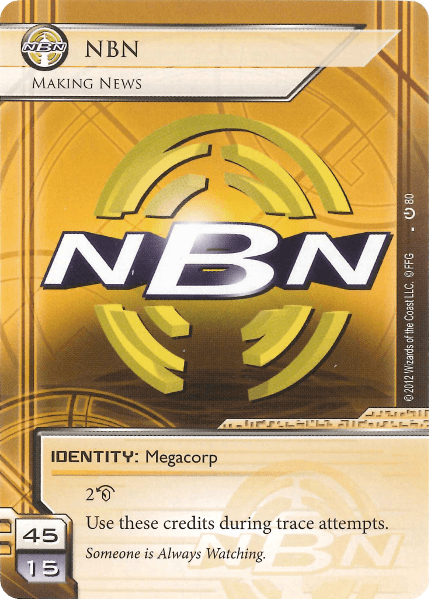 NBN
NBN
MAKING NEWS
NBN
© 2012 Wizards of the Coast LLC. © FFG
80
IDENTITY: Megacorp
2
Use these credits during trace attempts.
Someone is Always Watching.
45
15
NBN